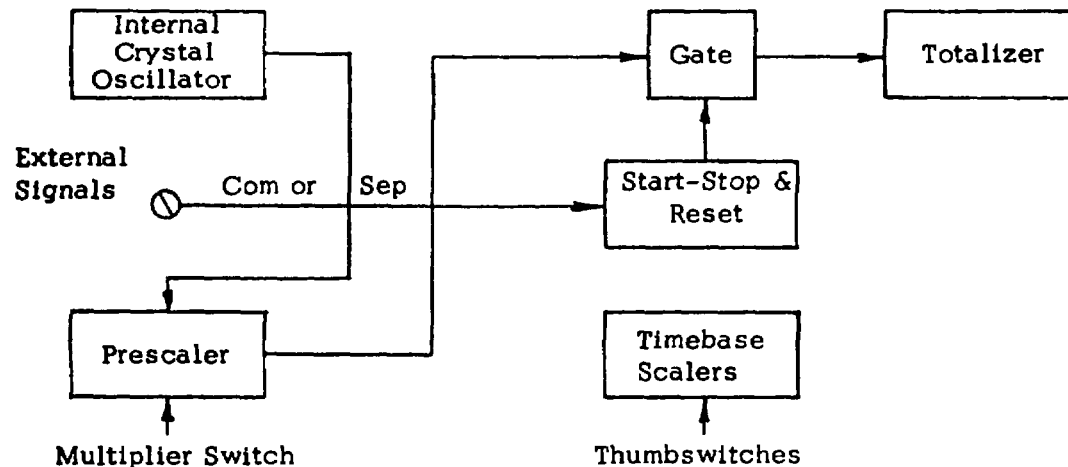 Internal
Crystal
Oscillator
Gate
Totalizer
External
Signals
Com or Sep
Start-Stop &
Reset
Prescaler
Timebase
Scalers
Multiplier Switch
Thumbswitches